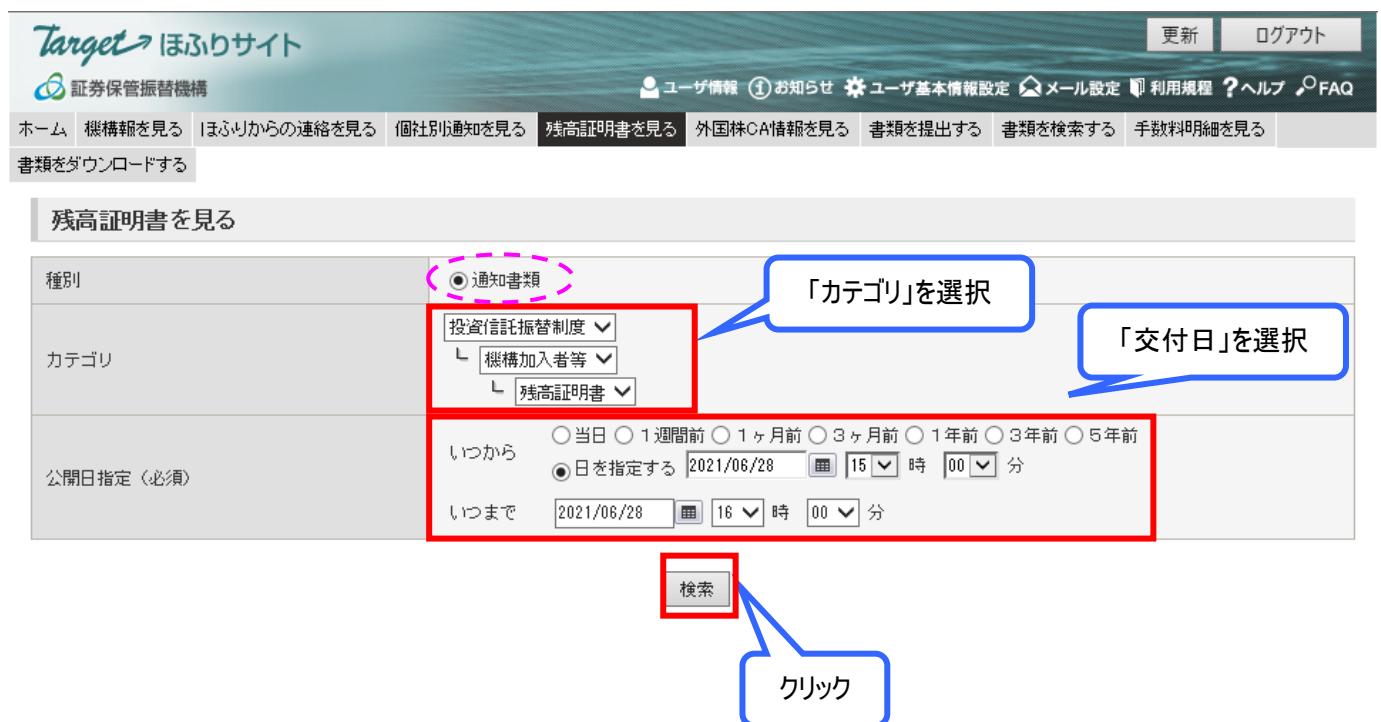 Target ほふりサイト
更新 ログアウト
証券保管振替機構
ユーザ情報 お知らせ ユーザ基本情報設定 メール設定 利用規程 ヘルプ FAQ
ホーム 機構報を見る ほふりからの連絡を見る 個社別通知を見る 残高証明書を見る 外国株CA情報を見る 書類を提出する 書類を検索する 手数料明細を見る
書類をダウンロードする
残高証明書を見る
種別
通知書類
「カテゴリ」を選択
カテゴリ
投資信託振替制度
機構加入者等
残高証明書
「交付日」を選択
公開日指定（必須）
いつから
当日 1週間前 1ヶ月前 3ヶ月前 1年前 3年前 5年前
日を指定する 2021/06/28 15 時 00 分
いつまで 2021/06/28 16 時 00 分
検索
クリック